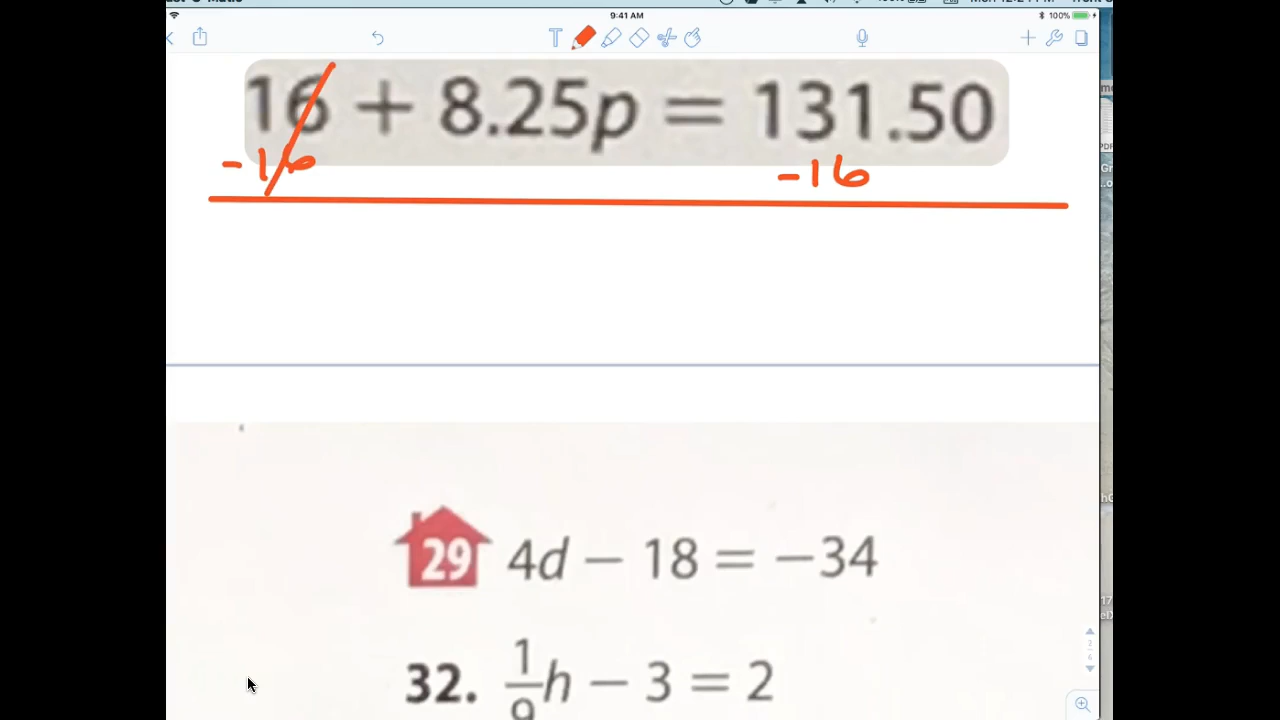 9:41 AM
100%
T
16 + 8.25p = 131.50
-16 -16
29 4d − 18 = −34
32. 1/9h − 3 = 2